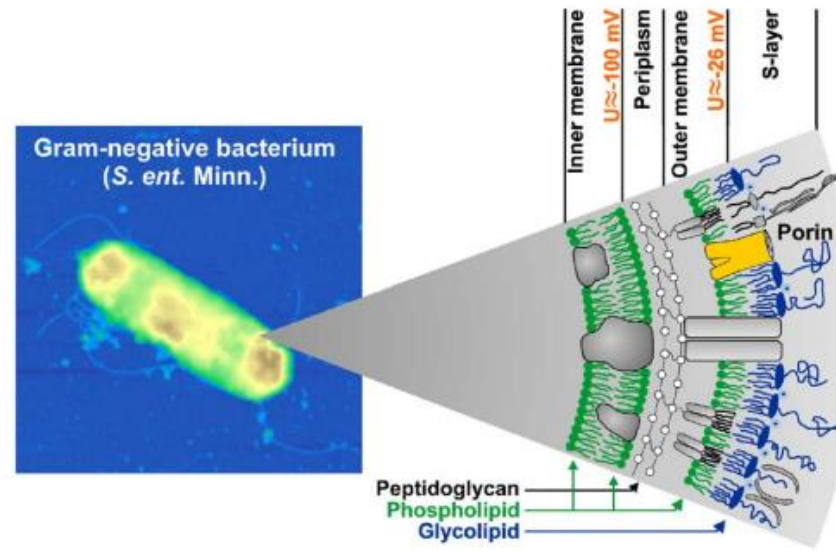 Gram-negative bacterium
(S. ent. Minn.)
Inner membrane
U≈-100 mV
Periplasm
Outer membrane
U≈-26 mV
S-layer
Porin
Peptidoglycan
Phospholipid
Glycolipid